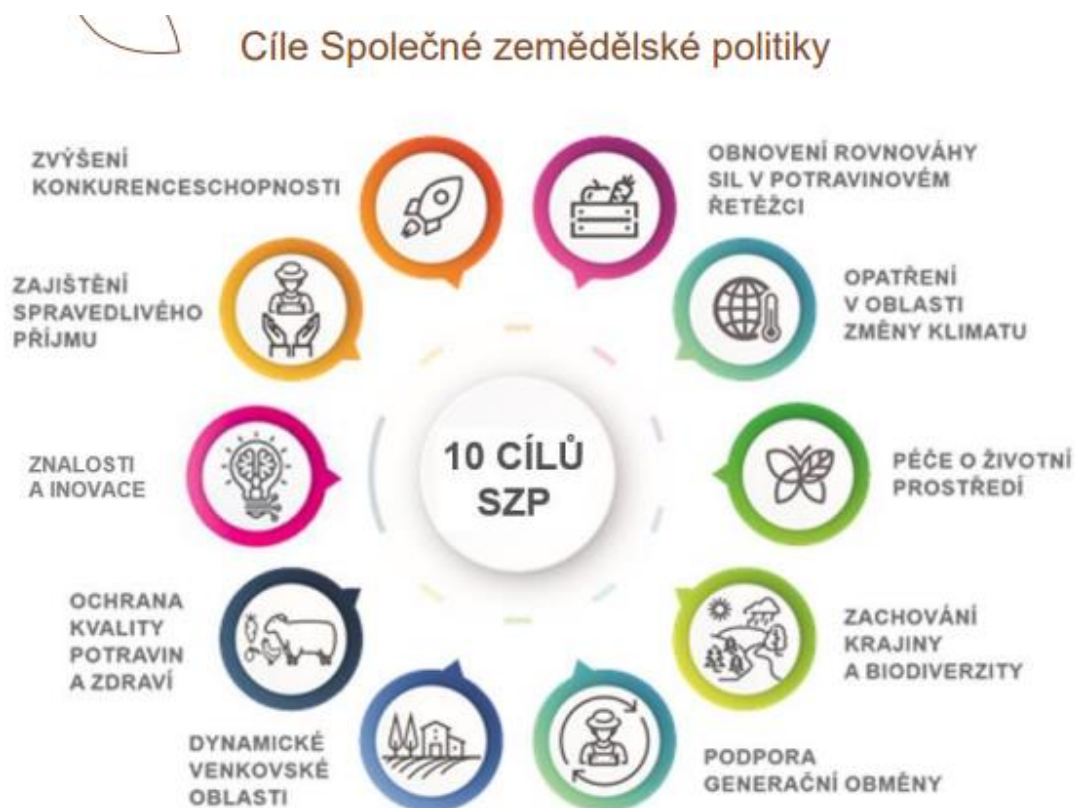 Cíle Společné zemědělské politiky
ZVÝŠENÍ
KONKURENCESCHOPNOSTI
OBNOVENÍ ROVNOVÁHY
SIL V POTRAVINOVÉM
ŘETĚŽCI
ZAJIŠTĚNÍ
SPRAVEDLIVÉHO
PŘÍJMU
OPATŘENÍ
V OBLASTI
ZMĚNY KLIMATU
ZNALOSTI
A INOVACE
10 CÍLŮ
SZP
PÉČE O ŽIVOTNÍ
PROSTŘEDÍ
OCHRANA
KVALITY
POTRAVIN
A ZDRAVÍ
ZACHOVÁNÍ
KRAJINY
A BIODIVERZITY
DYNAMICKÉ
VENKOVSKÉ
OBLASTI
PODPORA
GENERAČNÍ OBMĚNY